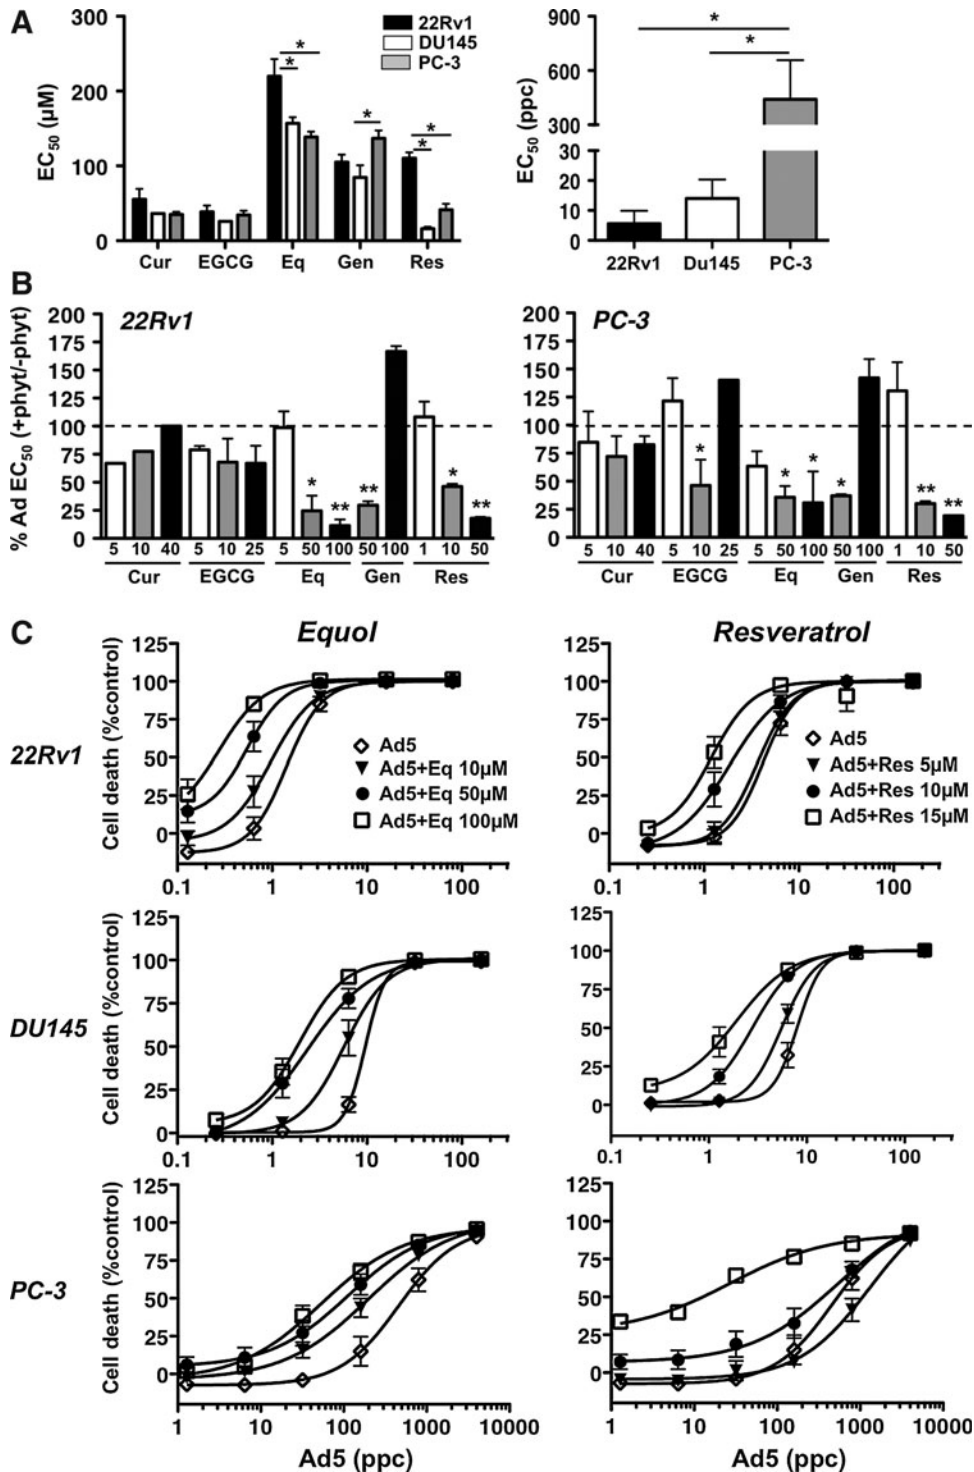 A
300
200
100
0
EC50 (µM)
22Rv1
DU145
PC-3
*
*
*
*
*
Cur EGCG Eq Gen Res
900
600
300
30
20
10
0
EC50 (ppc)
*
*
22Rv1 Du145 PC-3
B
% Ad EC50 (+phyt/-phyt)
200
175
150
125
100
75
50
25
0
22Rv1
* ** ** * **
5 10 40 5 10 25 5 50 100 50 100 1 10 50
Cur EGCG Eq Gen Res
200
175
150
125
100
75
50
25
0
PC-3
* * * * ** **
5 10 40 5 10 25 5 50 100 50 100 1 10 50
Cur EGCG Eq Gen Res
C
Equol
Resveratrol
22Rv1
Cell death (%control)
125
100
75
50
25
0
Ad5
Ad5+Eq 10µM
Ad5+Eq 50µM
Ad5+Eq 100µM
0.1 1 10 100
125
100
75
50
25
0
Ad5
Ad5+Res 5µM
Ad5+Res 10µM
Ad5+Res 15µM
0.1 1 10 100
DU145
Cell death (%control)
125
100
75
50
25
0
0.1 1 10 100
125
100
75
50
25
0
0.1 1 10 100
PC-3
Cell death (%control)
125
100
75
50
25
0
1 10 100 1000 10000
Ad5 (ppc)
125
100
75
50
25
0
1 10 100 1000 10000
Ad5 (ppc)